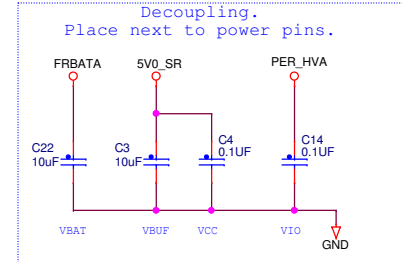 Decoupling.
Place next to power pins.
FRBATA
5V0_SR
PER_HVA
C22
10uF
C3
10uF
C4
0.1UF
C14
0.1UF
VBAT
VBUF
VCC
VIO
GND